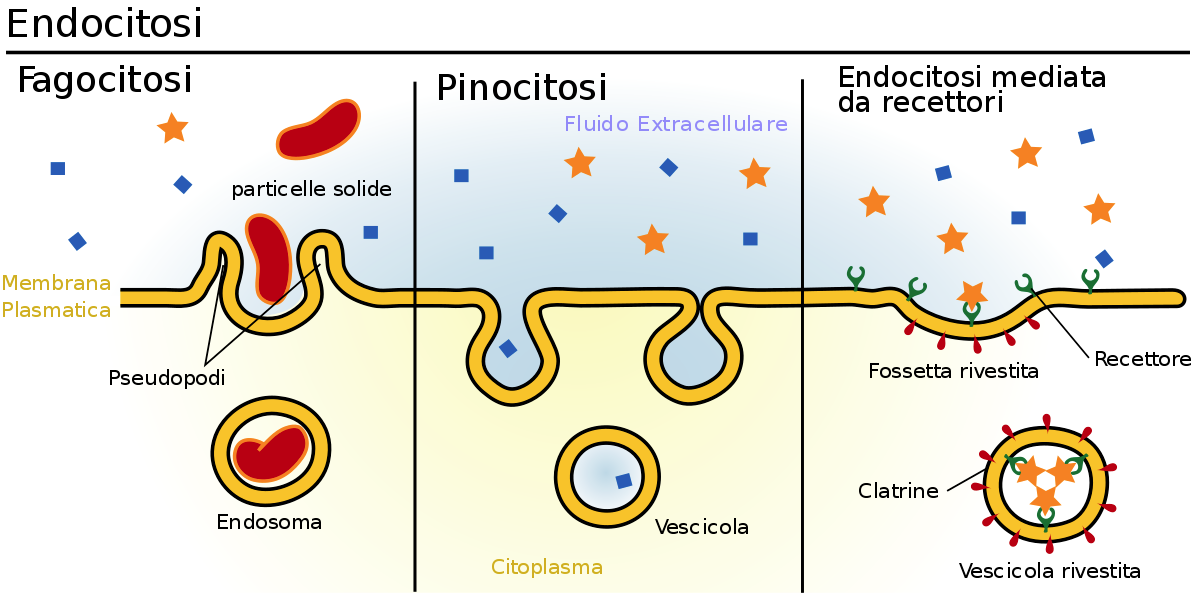 Endocitosi
Fagocitosi
particelle solide
Membrana
Plasmatica
Pseudopodi
Endosoma
Pinocitosi
Fluido Extracellulare
Vescicola
Citoplasma
Endocitosi mediata
da recettori
Recettore
Fossetta rivestita
Clatrine
Vescicola rivestita